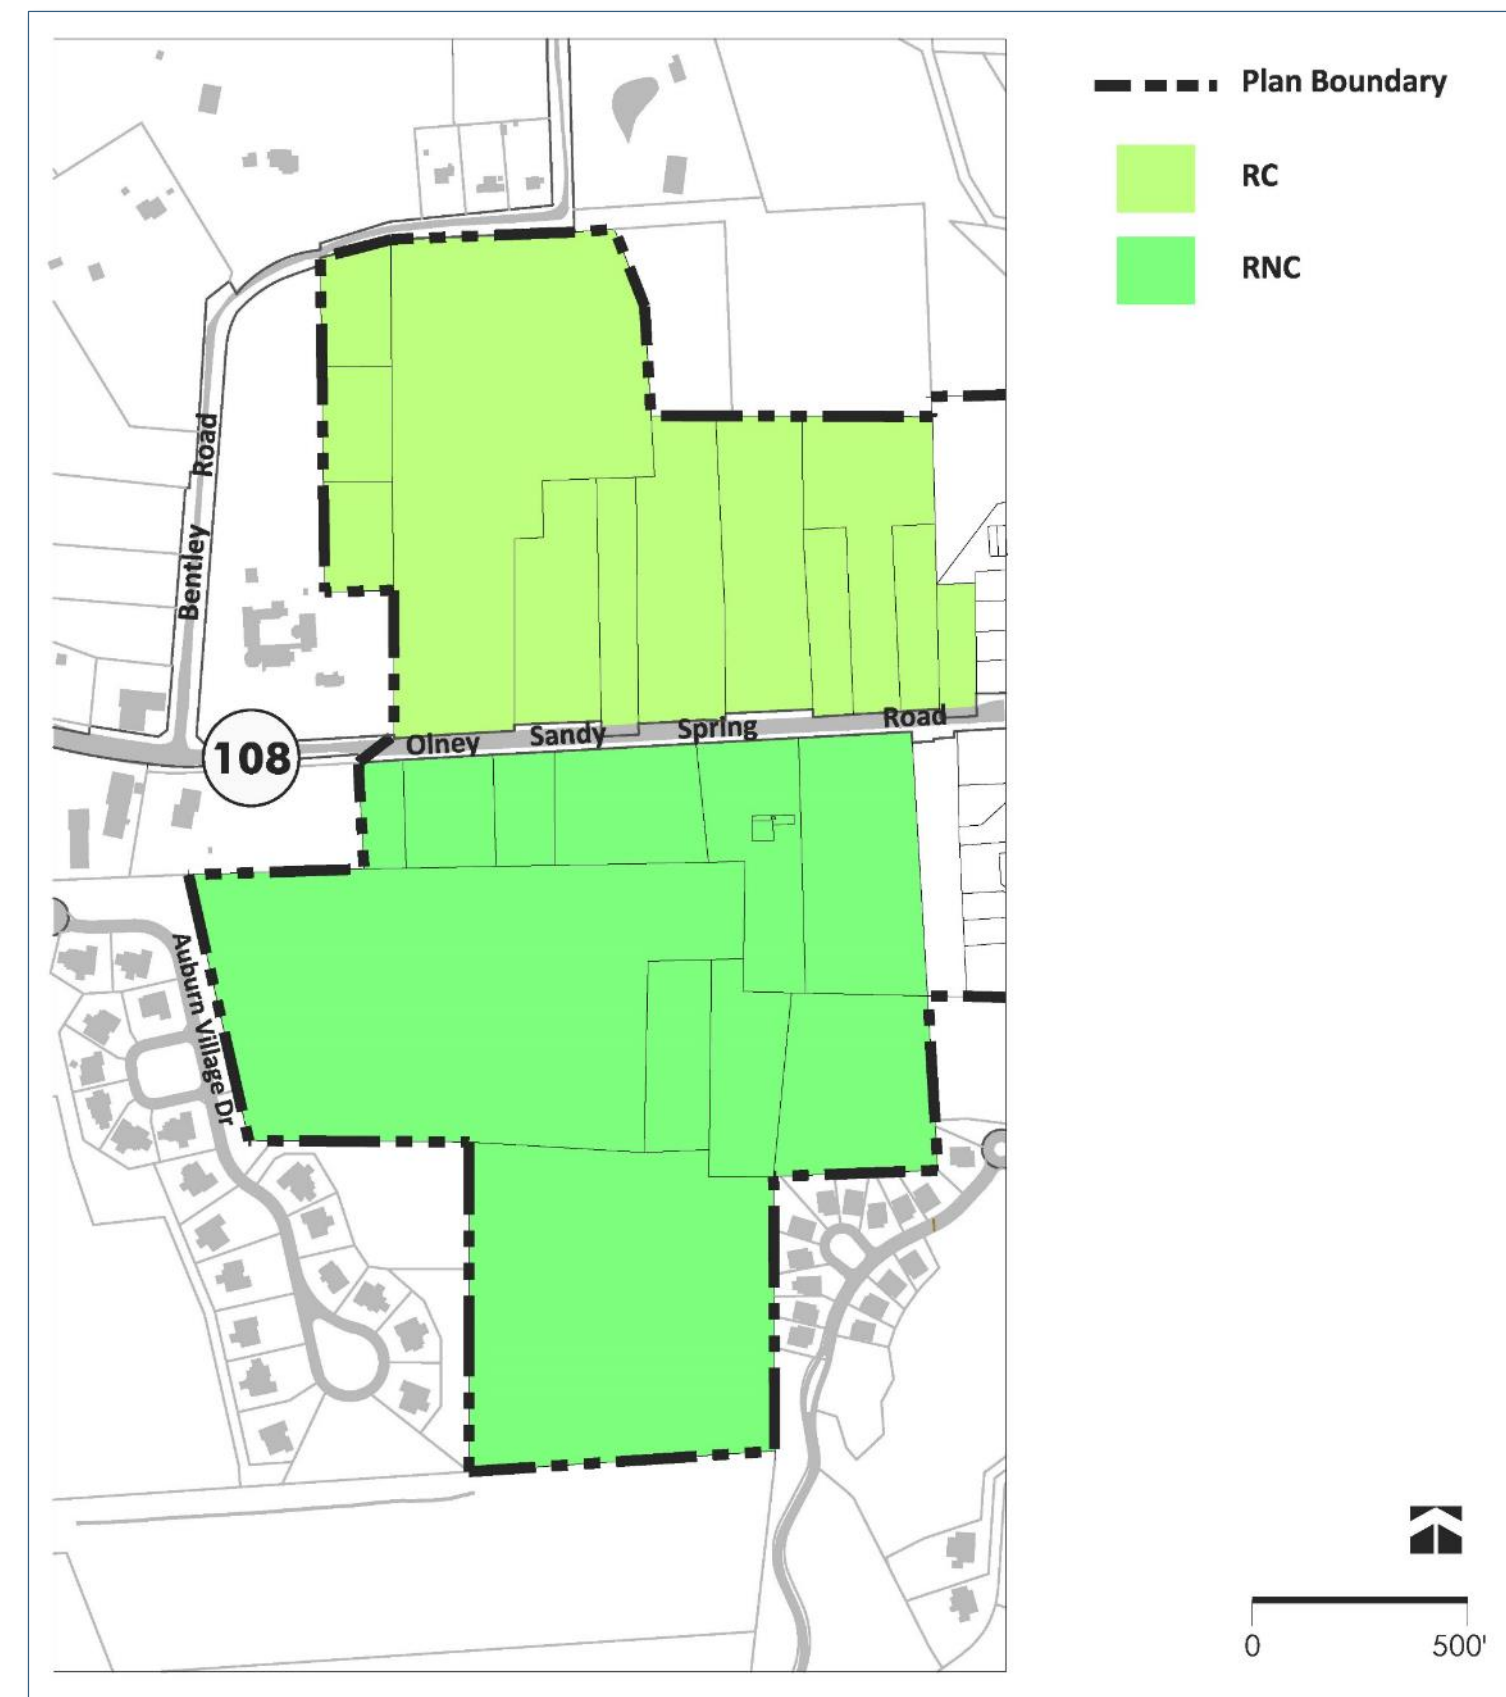 Plan Boundary
RC
RNC
Bentley Road
108
Olney Sandy Spring Road
Auburn Village Dr
0 500'